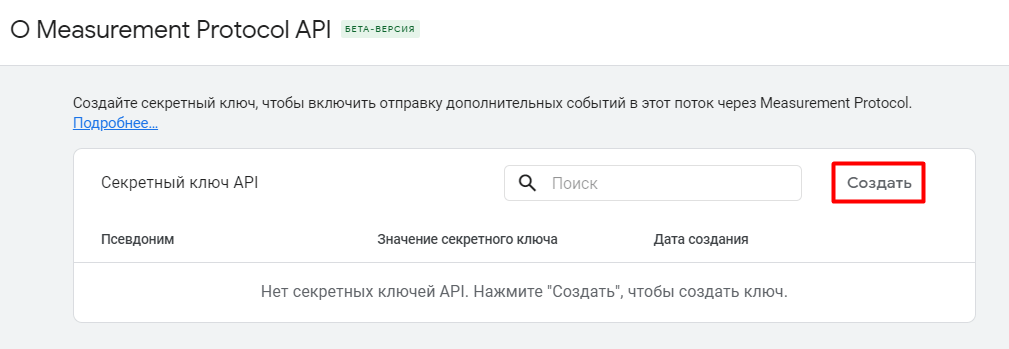 О Measurement Protocol API БЕТА-ВЕРСИЯ
Создайте секретный ключ, чтобы включить отправку дополнительных событий в этот поток через Measurement Protocol.
Подробнее…
Секретный ключ API Поиск Создать
Псевдоним Значение секретного ключа Дата создания
Нет секретных ключей API. Нажмите "Создать", чтобы создать ключ.